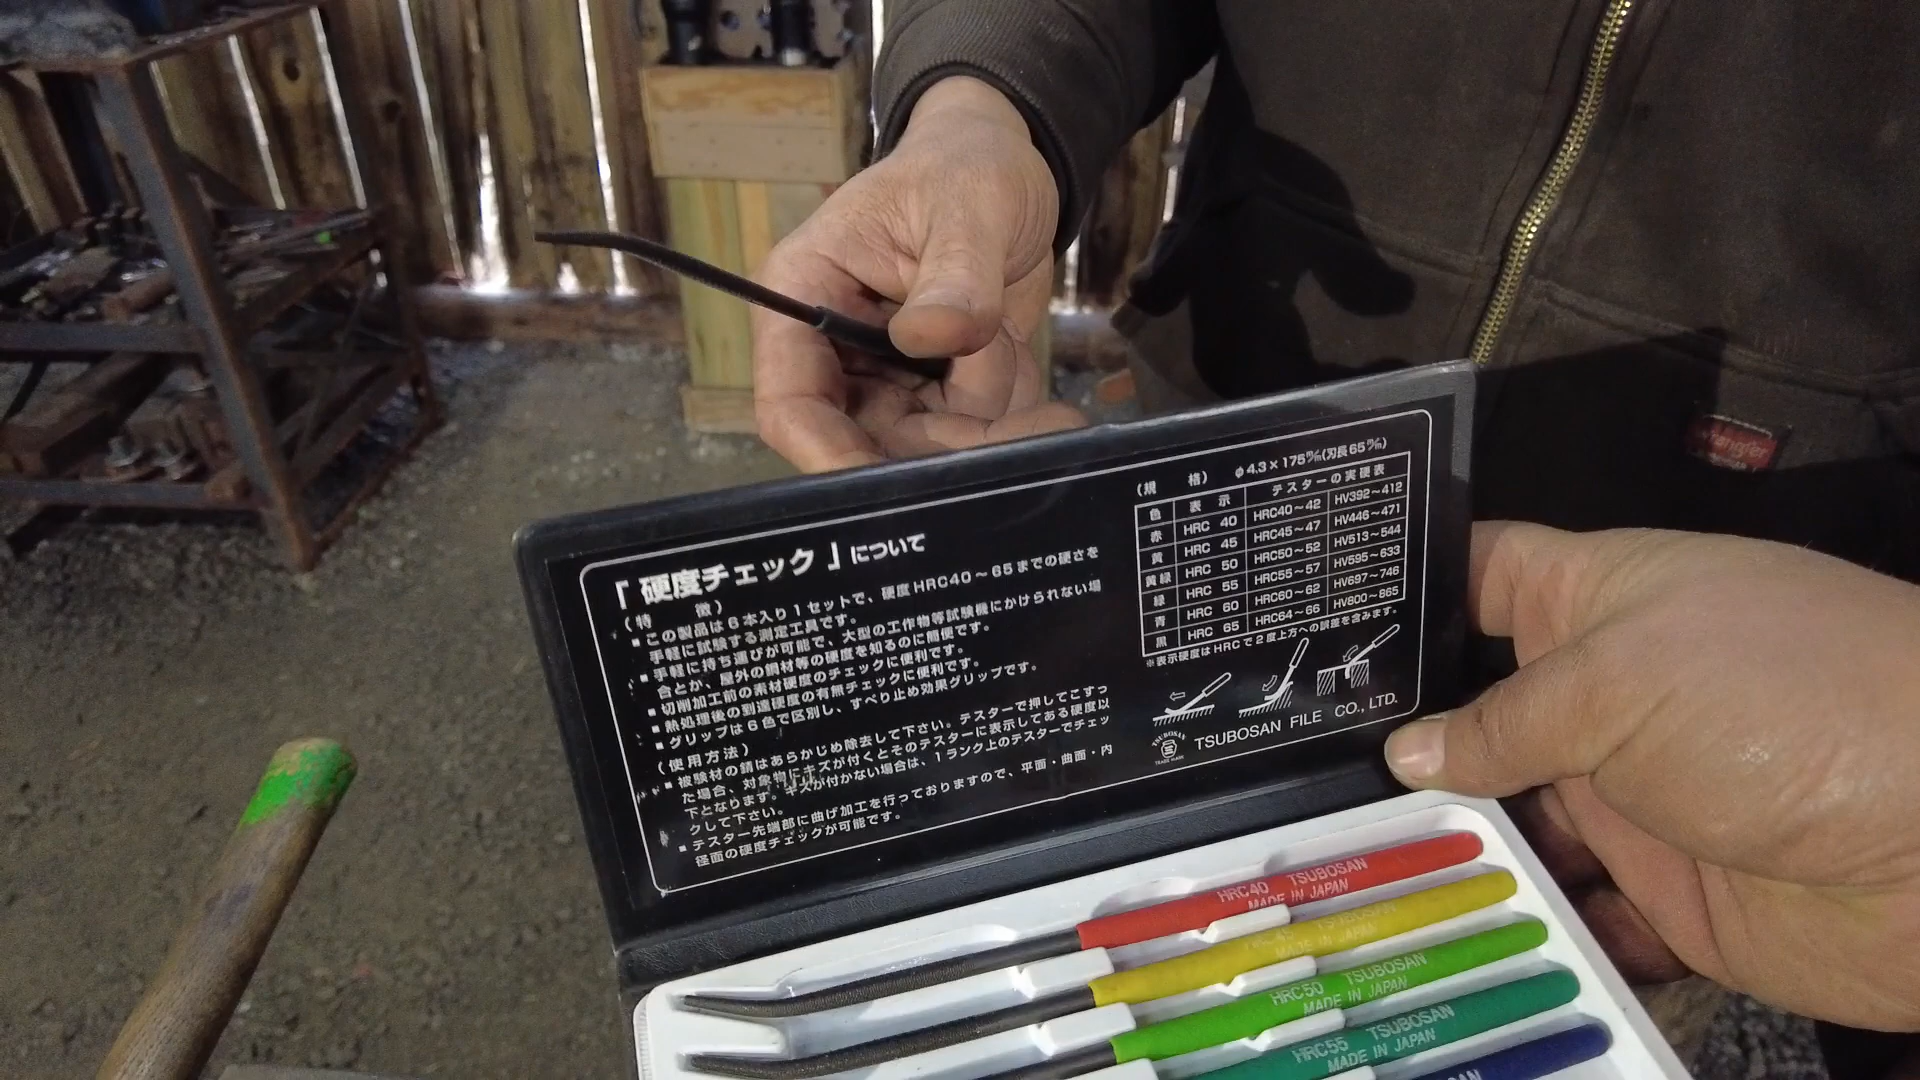 「硬度チェック」について
(特 徴)
▪この製品は6本入り1セットで、硬度HRC40~65までの硬さを
手軽に試験する測定工具です。
▪手軽に持ち運びが可能で、大型の工作物等試験機にかけられない場
合とか、屋外の鋼材等の硬度を知るのに簡便です。
▪切削加工前の素材硬度のチェックに便利です。
▪熱処理後の到達硬度の有無チェックに便利です。
▪グリップは6色で区別し、すべり止め効果グリップです。
(使用方法)
▪被験材の錆はあらかじめ除去して下さい。テスターで押してこすっ
た場合、対象物にキズが付くとそのテスターに表示してある硬度以
下となります。キズが付かない場合は、1ランク上のテスターでチェッ
クして下さい。
▪テスター先端部に曲げ加工を行っておりますので、平面・曲面・内
径面の硬度チェックが可能です。
(規 格) φ4.3×175㎜(刃長65㎜)
色 表示 テスターの実硬表
赤 HRC 40 HRC40~42 HV392~412
黄 HRC 45 HRC45~47 HV446~471
黄緑 HRC 50 HRC50~52 HV513~544
緑 HRC 55 HRC55~57 HV595~633
青 HRC 60 HRC60~62 HV697~746
黒 HRC 65 HRC64~66 HV800~865
※表示硬度はHRCで2度上方への誤差を含みます。
TSUBOSAN
TRADE MARK
TSUBOSAN FILE CO., LTD.
Wrangler
HRC40 TSUBOSAN
MADE IN JAPAN
HRC45 TSUBOSAN
MADE IN JAPAN
HRC50 TSUBOSAN
MADE IN JAPAN
HRC55 TSUBOSAN
MADE IN JAPAN